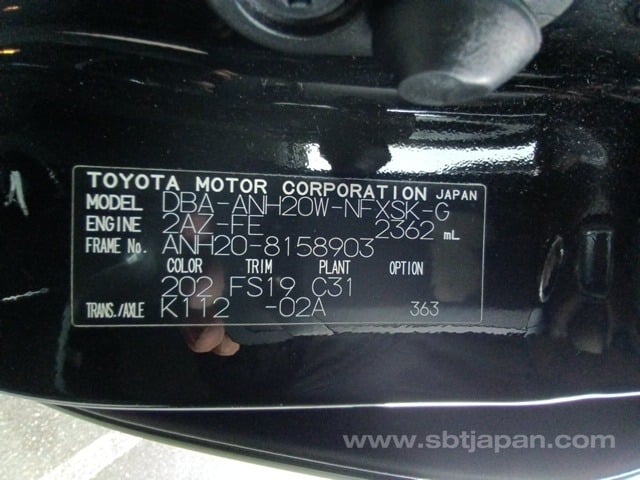 TOYOTA MOTOR CORPORATION JAPAN
MODEL DBA-ANH20W-NFXSK-G
ENGINE 2AZ-FE 2362 mL
FRAME No. ANH20-8158903
COLOR TRIM PLANT OPTION
202 FS19 C31
TRANS./AXLE K112 -02A 363
www.sbtjapan.com